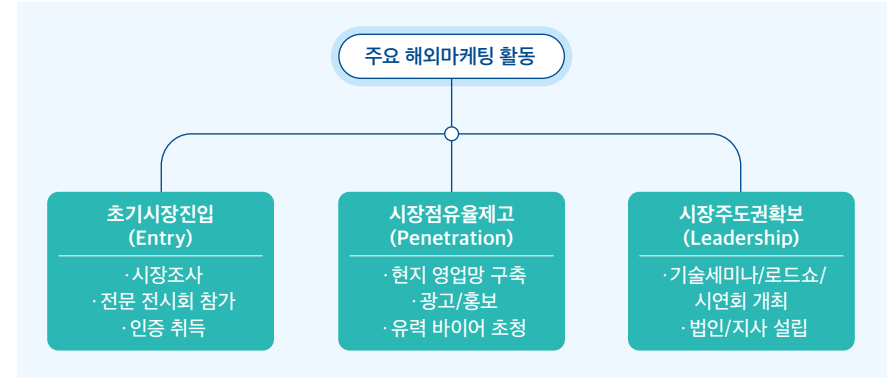 주요 해외마케팅 활동
초기시장진입
(Entry)
·시장조사
·전문 전시회 참가
·인증 취득
시장점유율제고
(Penetration)
·현지 영업망 구축
·광고/홍보
·유력 바이어 초청
시장주도권확보
(Leadership)
·기술세미나/로드쇼/
시연회 개최
·법인/지사 설립